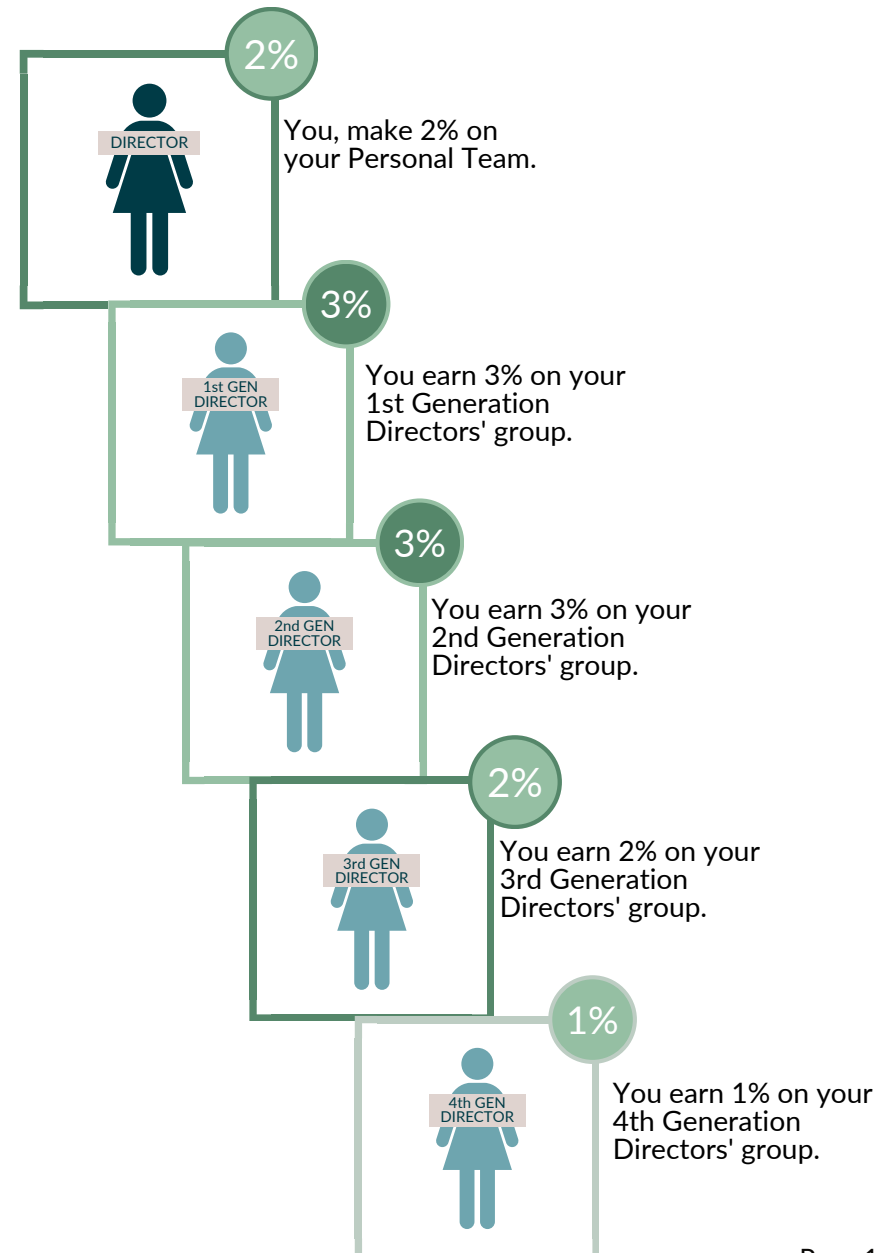 2%
DIRECTOR
You, make 2% on
your Personal Team.
3%
1st GEN
DIRECTOR
You earn 3% on your
1st Generation
Directors' group.
3%
2nd GEN
DIRECTOR
You earn 3% on your
2nd Generation
Directors' group.
2%
3rd GEN
DIRECTOR
You earn 2% on your
3rd Generation
Directors' group.
1%
4th GEN
DIRECTOR
You earn 1% on your
4th Generation
Directors' group.